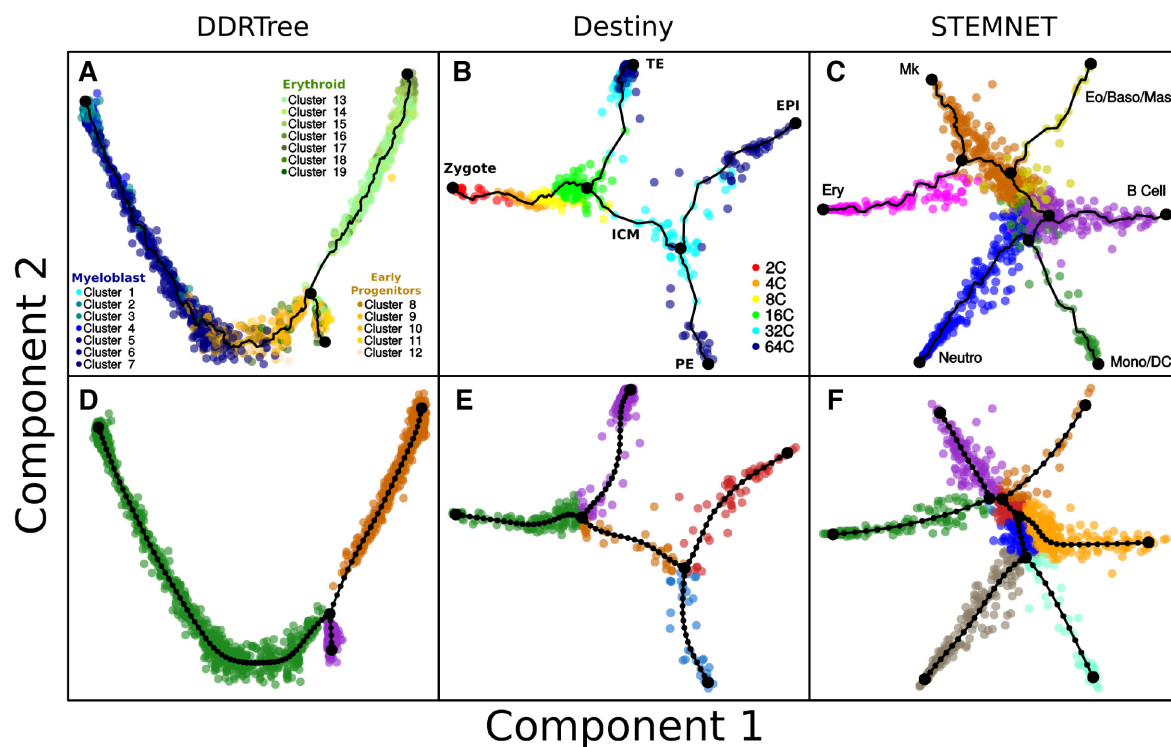 DDRTree
Destiny
STEMNET
Component 2
A
Erythroid
Cluster 13
Cluster 14
Cluster 15
Cluster 16
Cluster 17
Cluster 18
Cluster 19
Myeloblast
Cluster 1
Cluster 2
Cluster 3
Cluster 4
Cluster 5
Cluster 6
Cluster 7
Early
Progenitors
Cluster 8
Cluster 9
Cluster 10
Cluster 11
Cluster 12
B
TE
EPI
Zygote
ICM
PE
2C
4C
8C
16C
32C
64C
C
Mk
Eo/Baso/Mas
Ery
B Cell
Neutro
Mono/DC
D
E
F
Component 1